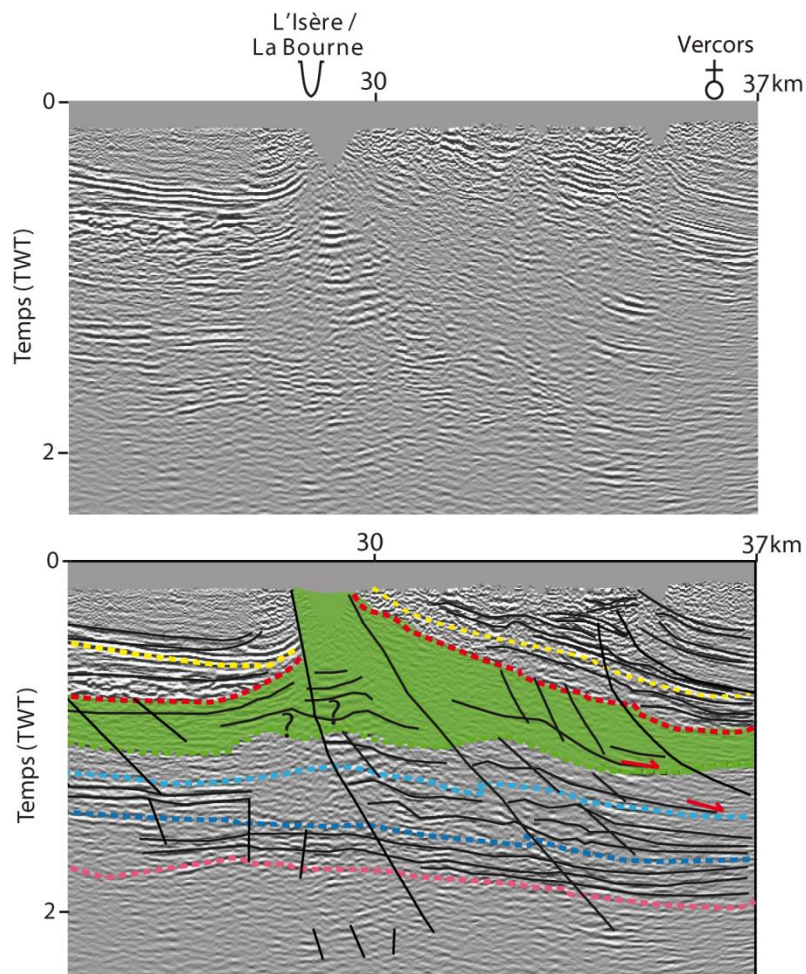 L'Isère /
La Bourne
Vercors
30
37km
0
Temps (TWT)
2
30
37km
0
?
?
Temps (TWT)
2